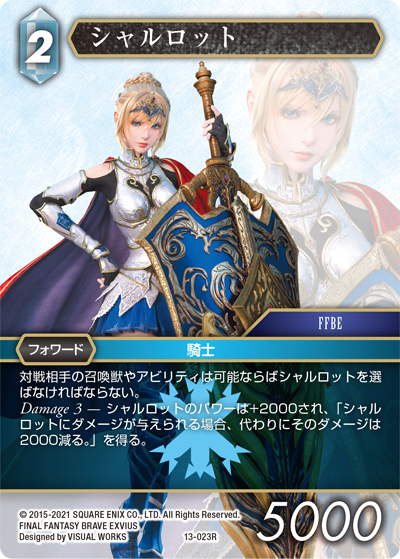 2
シャルロット
FFBE
フォワード
騎士
対戦相手の召喚獣やアビリティは可能ならばシャルロットを選
ばなければならない。
Damage 3 ― シャルロットのパワーは+2000され、「シャル
ロットにダメージが与えられる場合、代わりにそのダメージは
2000減る。」を得る。
© 2015-2021 SQUARE ENIX CO., LTD. All Rights Reserved.
FINAL FANTASY BRAVE EXVIUS
Designed by VISUAL WORKS
13-023R
5000